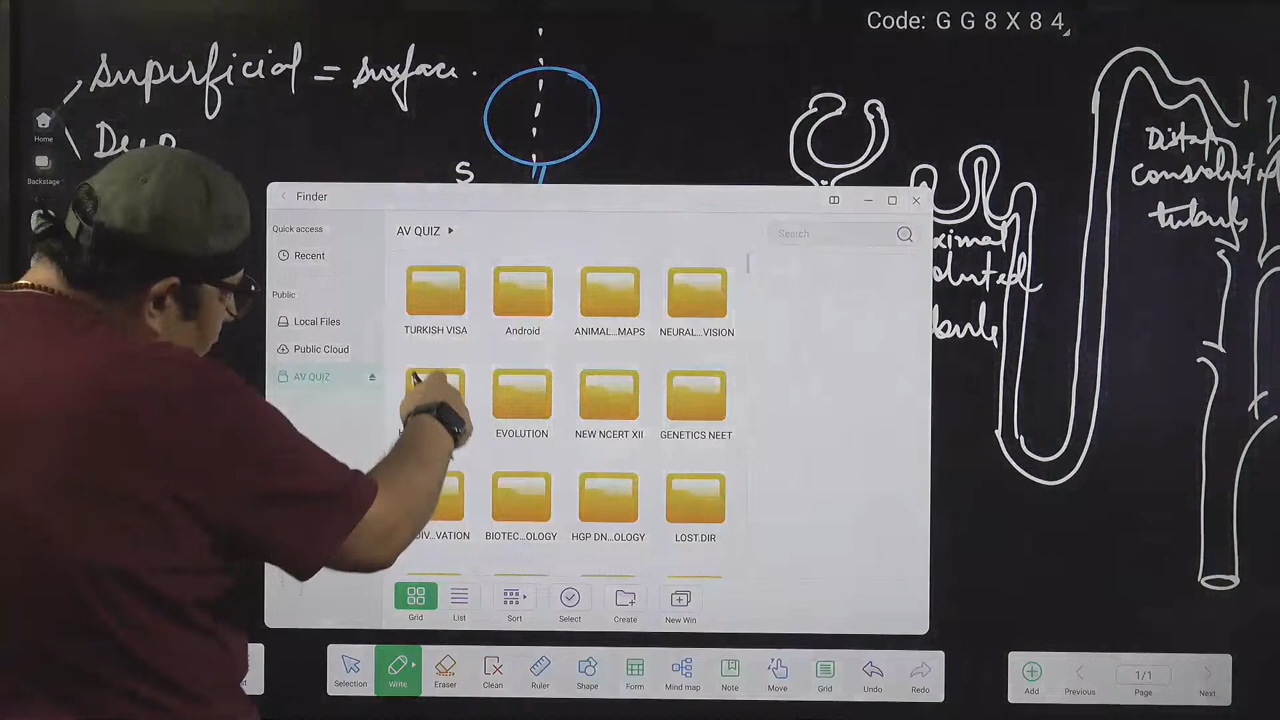 Code: G G 8 X 8 4
superficial = surface.
Deep
Home
Backstage
S
Distal
convoluted
tubule
Finder
Quick access
Recent
Public
Local Files
Public Cloud
AV QUIZ
AV QUIZ
Search
TURKISH VISA
Android
ANIMAL...MAPS
NEURAL...VISION
EVOLUTION
NEW NCERT XII
GENETICS NEET
DIV...VATION
BIOTEC...OLOGY
HGP DN...OLOGY
LOST.DIR
Grid
List
Sort
Select
Create
New Win
Selection
Write
Eraser
Clean
Ruler
Shape
Form
Mind map
Note
Move
Grid
Undo
Redo
Add
Previous
1/1
Page
Next